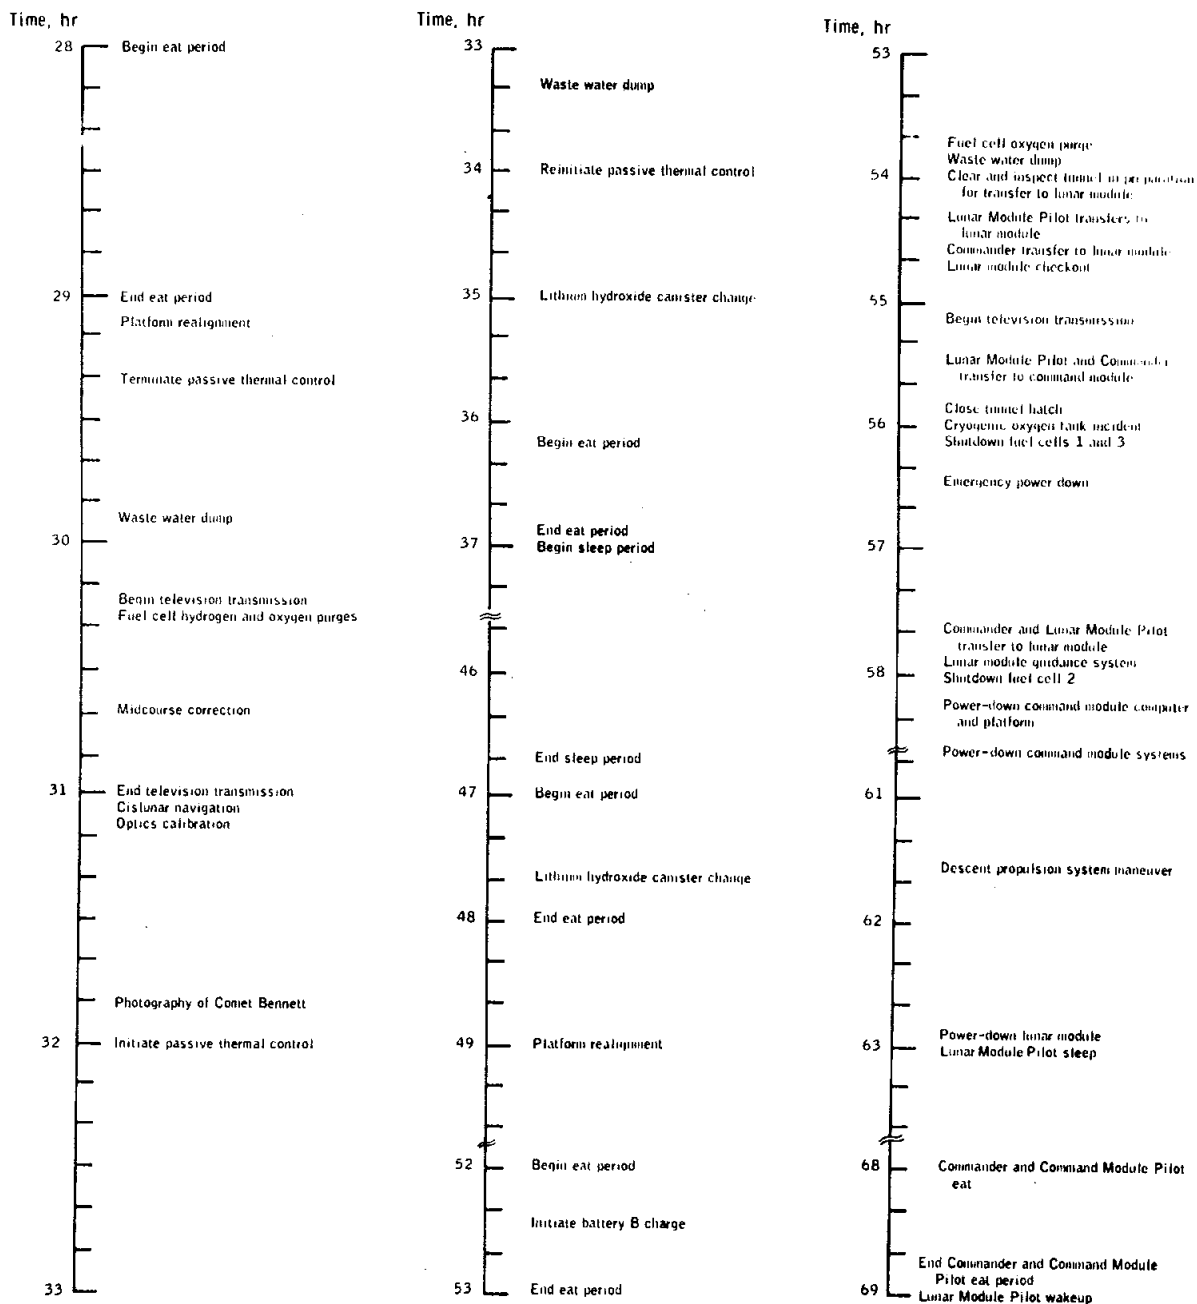 Time, hr
28 Begin eat period
29 End eat period
Platform realignment
Terminate passive thermal control
Waste water dump
30
Begin television transmission
Fuel cell hydrogen and oxygen purges
Midcourse correction
31 End television transmission
Cislunar navigation
Optics calibration
Photography of Comet Bennett
32 Initiate passive thermal control
33
Time, hr
33
Waste water dump
34 Reinitiate passive thermal control
35 Lithium hydroxide canister change
36
Begin eat period
End eat period
37 Begin sleep period
46
End sleep period
47 Begin eat period
Lithium hydroxide canister change
48 End eat period
49 Platform realignment
52 Begin eat period
Initiate battery B charge
53 End eat period
Time, hr
53
Fuel cell oxygen purge
Waste water dump
54 Clear and inspect tunnel in preparation
for transfer to lunar module
Lunar Module Pilot transfers to
lunar module
Commander transfer to lunar module
Lunar module checkout
55
Begin television transmission
Lunar Module Pilot and Commander
transfer to command module
Close tunnel hatch
56 Cryogenic oxygen tank incident
Shutdown fuel cells 1 and 3
Emergency power down
57
Commander and Lunar Module Pilot
transfer to lunar module
Lunar module guidance system
58 Shutdown fuel cell 2
Power-down command module computer
and platform
Power-down command module systems
61
Descent propulsion system maneuver
62
Power-down lunar module
63 Lunar Module Pilot sleep
68 Commander and Command Module Pilot
eat
End Commander and Command Module
Pilot eat period
69 Lunar Module Pilot wakeup